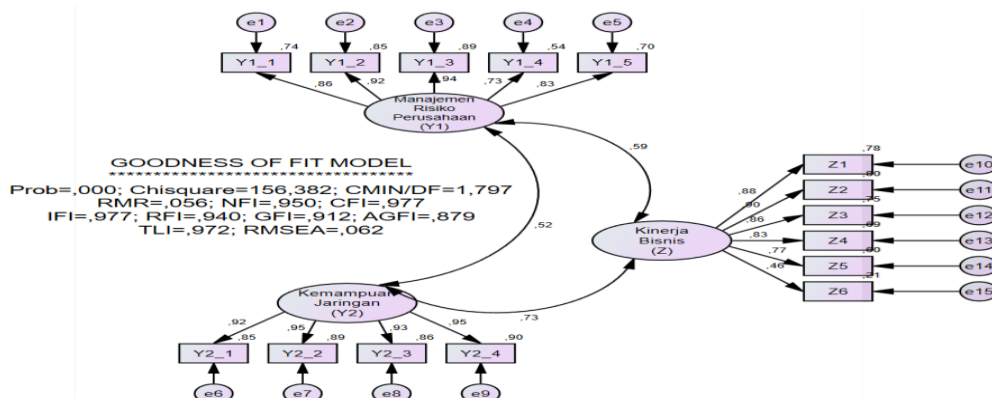 e1 e2 e3 e4 e5
,74 ,85 ,89 ,54 ,70
Y1_1 Y1_2 Y1_3 Y1_4 Y1_5
,86 ,92 ,94 ,73 ,83
Manajemen
Risiko
Perusahaan
(Y1)
,59
GOODNESS OF FIT MODEL
*********************************
Prob=,000; Chisquare=156,382; CMIN/DF=1,797
RMR=,056; NFI=,950; CFI=,977
IFI=,977; RFI=,940; GFI=,912; AGFI=,879
TLI=,972; RMSEA=,062
,52
,78
Z1 e10
,88 ,80
Z2 e11
,90 ,75
Z3 e12
,86 ,69
Z4 e13
,83 ,60
Z5 e14
,77 ,21
Z6 e15
,46
Kinerja
Bisnis
(Z)
,73
Kemampuan
Jaringan
(Y2)
,92 ,95 ,93 ,95
,85 ,89 ,86 ,90
Y2_1 Y2_2 Y2_3 Y2_4
e6 e7 e8 e9